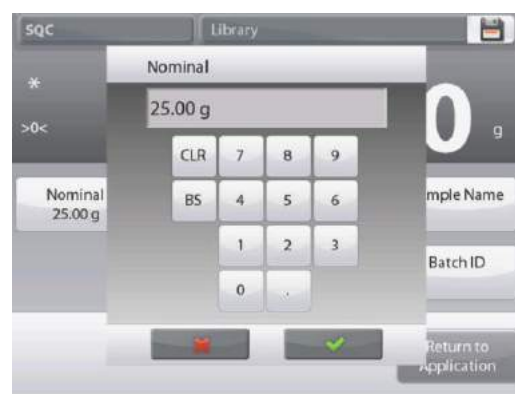 SQC
Library
Nominal
*
25.00 g
>0<
0 g
CLR 7 8 9
Nominal
25.00 g
BS 4 5 6
mple Name
1 2 3
Batch ID
0 .
Return to
Application